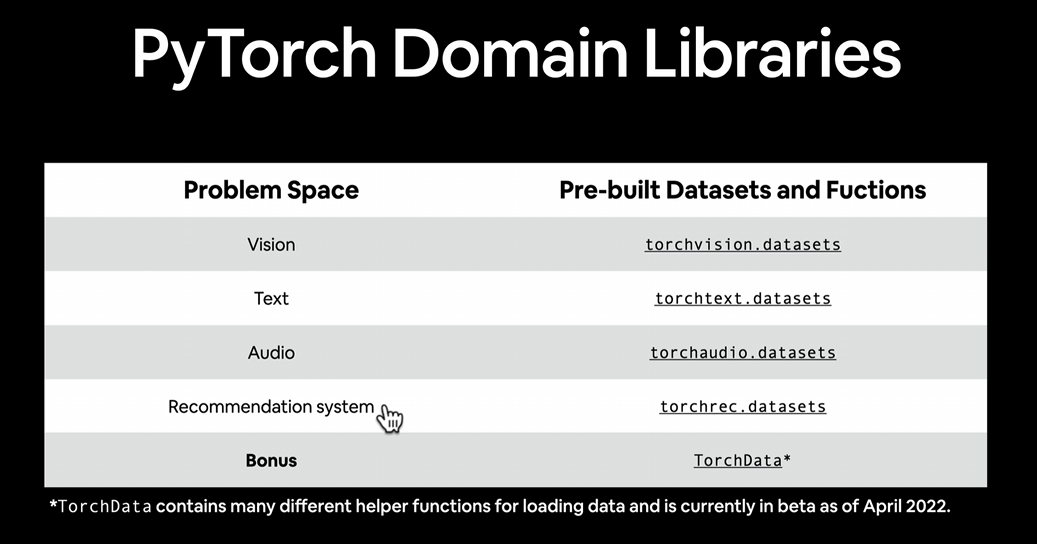 PyTorch Domain Libraries
Problem Space Pre-built Datasets and Fuctions
Vision torchvision.datasets
Text torchtext.datasets
Audio torchaudio.datasets
Recommendation system torchrec.datasets
Bonus TorchData*
*TorchData contains many different helper functions for loading data and is currently in beta as of April 2022.